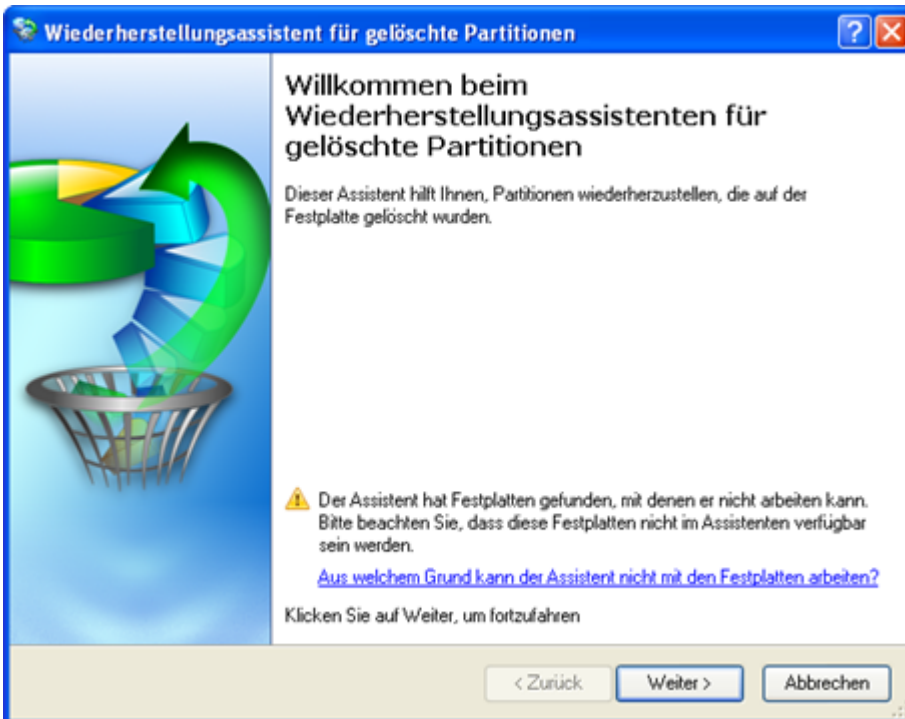 Wiederherstellungsassistent für gelöschte Partitionen
Willkommen beim
Wiederherstellungsassistenten für
gelöschte Partitionen
Dieser Assistent hilft Ihnen, Partitionen wiederherzustellen, die auf der
Festplatte gelöscht wurden.
Der Assistent hat Festplatten gefunden, mit denen er nicht arbeiten kann.
Bitte beachten Sie, dass diese Festplatten nicht im Assistenten verfügbar
sein werden.
Aus welchem Grund kann der Assistent nicht mit den Festplatten arbeiten?
Klicken Sie auf Weiter, um fortzufahren
< Zurück
Weiter >
Abbrechen